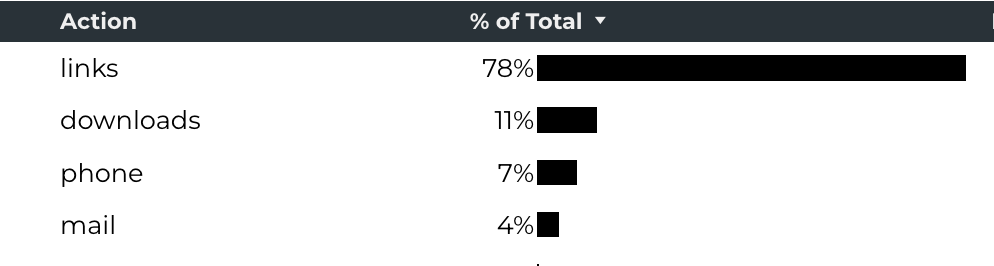 Action % of Total
links 78%
downloads 11%
phone 7%
mail 4%